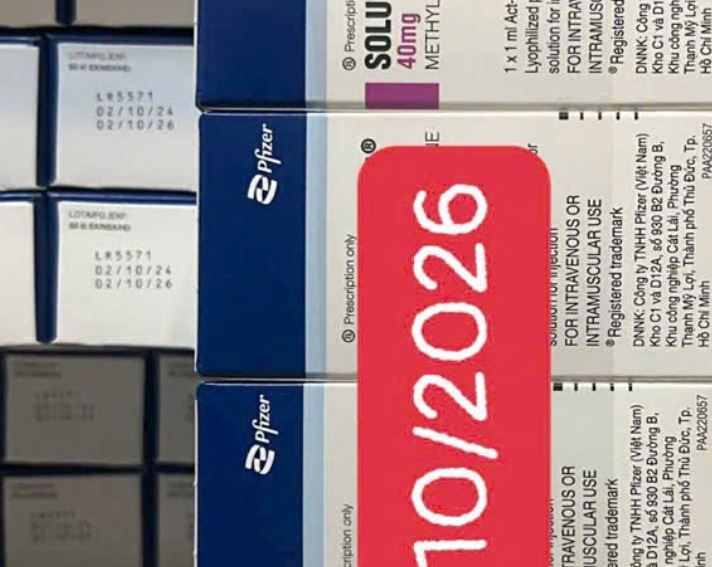 LOT/MFG./EXP.
LR5571
02/10/24
02/10/26
LOT/MFG./EXP.
LR5571
02/10/24
02/10/26
Prescripti
SOLU
40mg
METHYL
1 x 1 ml Act-
Lyophilized p
solution for i
FOR INTRAV
INTRAMUSC
® Registered
DNNK: Công
Kho C1 và D1
Khu công ngh
Thạnh Mỹ Lợi
Hồ Chí Minh
Pfizer
Prescription only
®
NE
or
solution for injection
FOR INTRAVENOUS OR
INTRAMUSCULAR USE
® Registered trademark
DNNK: Công ty TNHH Pfizer (Việt Nam)
Kho C1 và D12A, số 930 B2 Đường B,
Khu công nghiệp Cát Lái, Phường
Thạnh Mỹ Lợi, Thành phố Thủ Đức, Tp.
Hồ Chí Minh
PAA220657
Pfizer
cription only
TRAVENOUS OR
USCULAR USE
ered trademark
ông ty TNHH Pfizer (Việt Nam)
à D12A, số 930 B2 Đường B,
nghiệp Cát Lái, Phường
Lợi, Thành phố Thủ Đức, Tp.
inh
PAA220657
10/2026